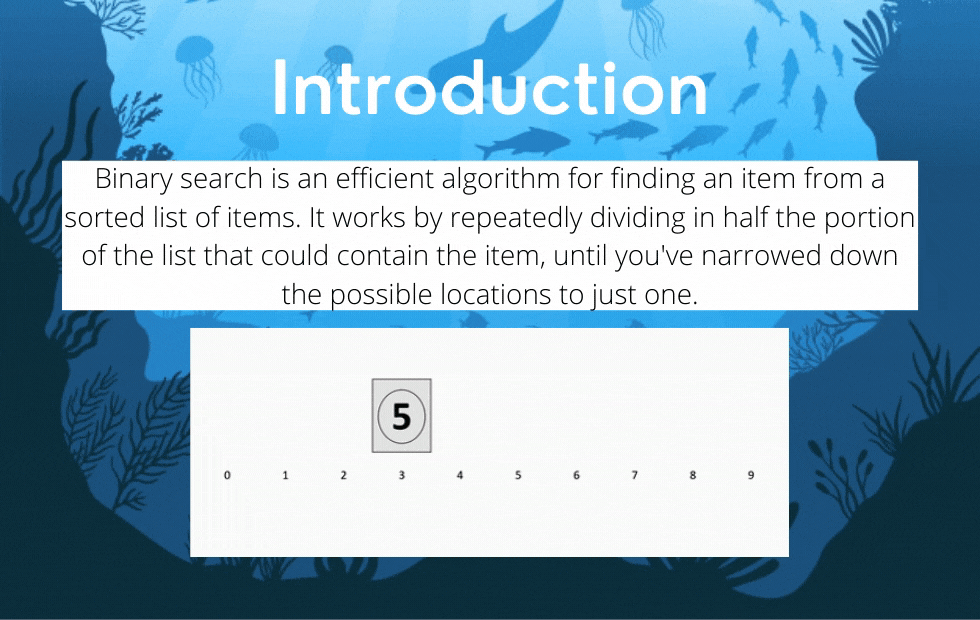 Introduction
Binary search is an efficient algorithm for finding an item from a
sorted list of items. It works by repeatedly dividing in half the portion
of the list that could contain the item, until you've narrowed down
the possible locations to just one.
5
0 1 2 3 4 5 6 7 8 9